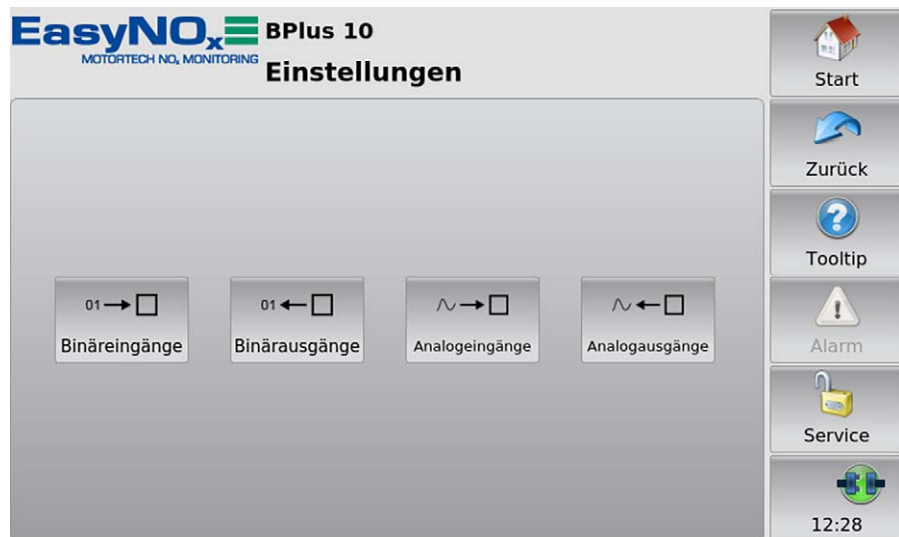 EasyNOx
MOTORTECH NOx MONITORING
BPlus 10
Einstellungen
Start
Zurück
Tooltip
Alarm
Service
12:28
01
Binäreingänge
01
Binärausgänge
Analogeingänge
Analogausgänge